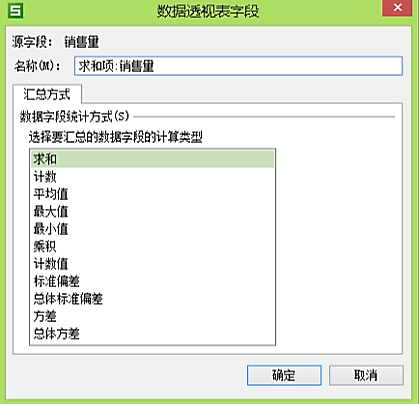 数据透视表字段
源字段： 销售量
名称(M)： 求和项:销售量
汇总方式
数据字段统计方式(S)
选择要汇总的数据字段的计算类型
求和
计数
平均值
最大值
最小值
乘积
计数值
标准偏差
总体标准偏差
方差
总体方差
确定 取消